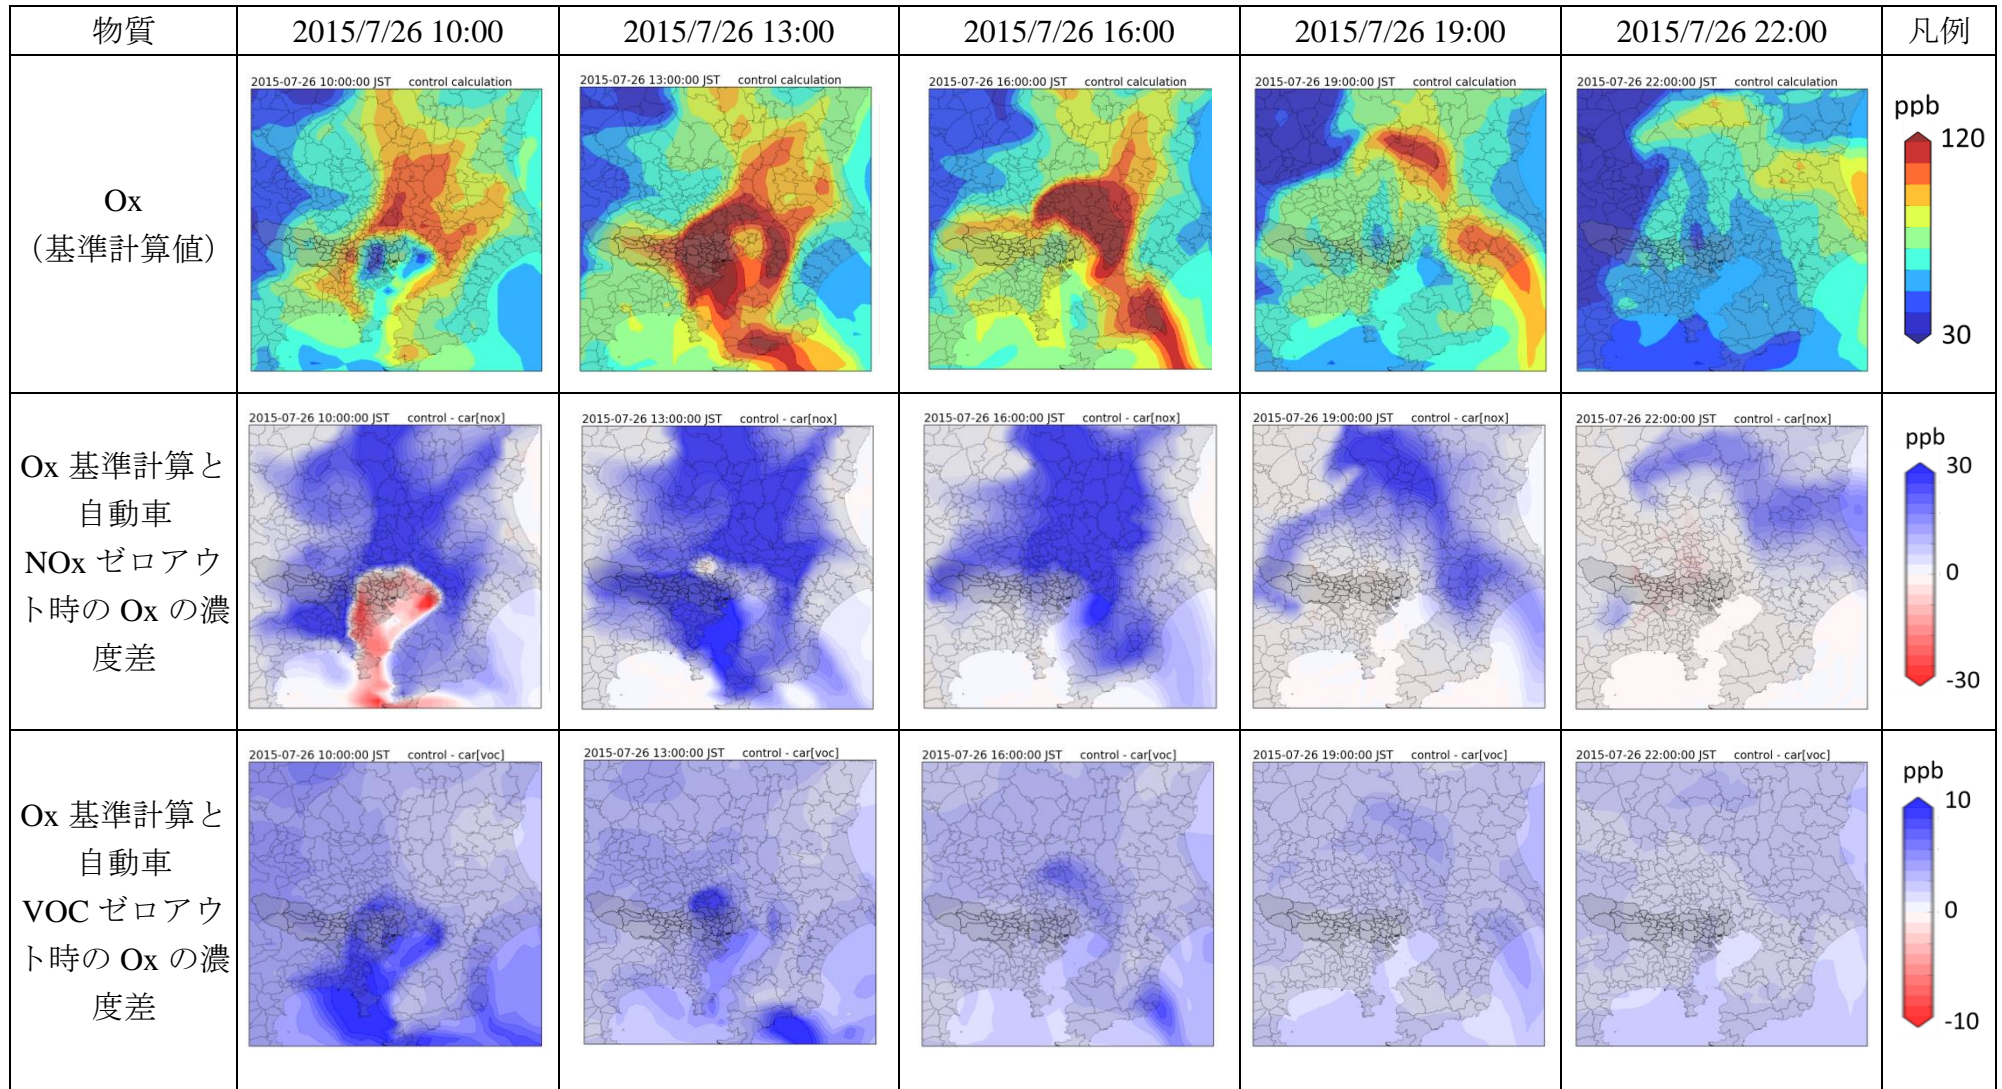 物質
2015/7/26 10:00
2015/7/26 13:00
2015/7/26 16:00
2015/7/26 19:00
2015/7/26 22:00
凡例
Ox
（基準計算値）
2015-07-26 10:00:00 JST control calculation
2015-07-26 13:00:00 JST control calculation
2015-07-26 16:00:00 JST control calculation
2015-07-26 19:00:00 JST control calculation
2015-07-26 22:00:00 JST control calculation
ppb
120
30
Ox 基準計算と
自動車
NOx ゼロアウ
ト時の Ox の濃
度差
2015-07-26 10:00:00 JST control - car[nox]
2015-07-26 13:00:00 JST control - car[nox]
2015-07-26 16:00:00 JST control - car[nox]
2015-07-26 19:00:00 JST control - car[nox]
2015-07-26 22:00:00 JST control - car[nox]
ppb
30
0
-30
Ox 基準計算と
自動車
VOC ゼロアウ
ト時の Ox の濃
度差
2015-07-26 10:00:00 JST control - car[voc]
2015-07-26 13:00:00 JST control - car[voc]
2015-07-26 16:00:00 JST control - car[voc]
2015-07-26 19:00:00 JST control - car[voc]
2015-07-26 22:00:00 JST control - car[voc]
ppb
10
0
-10